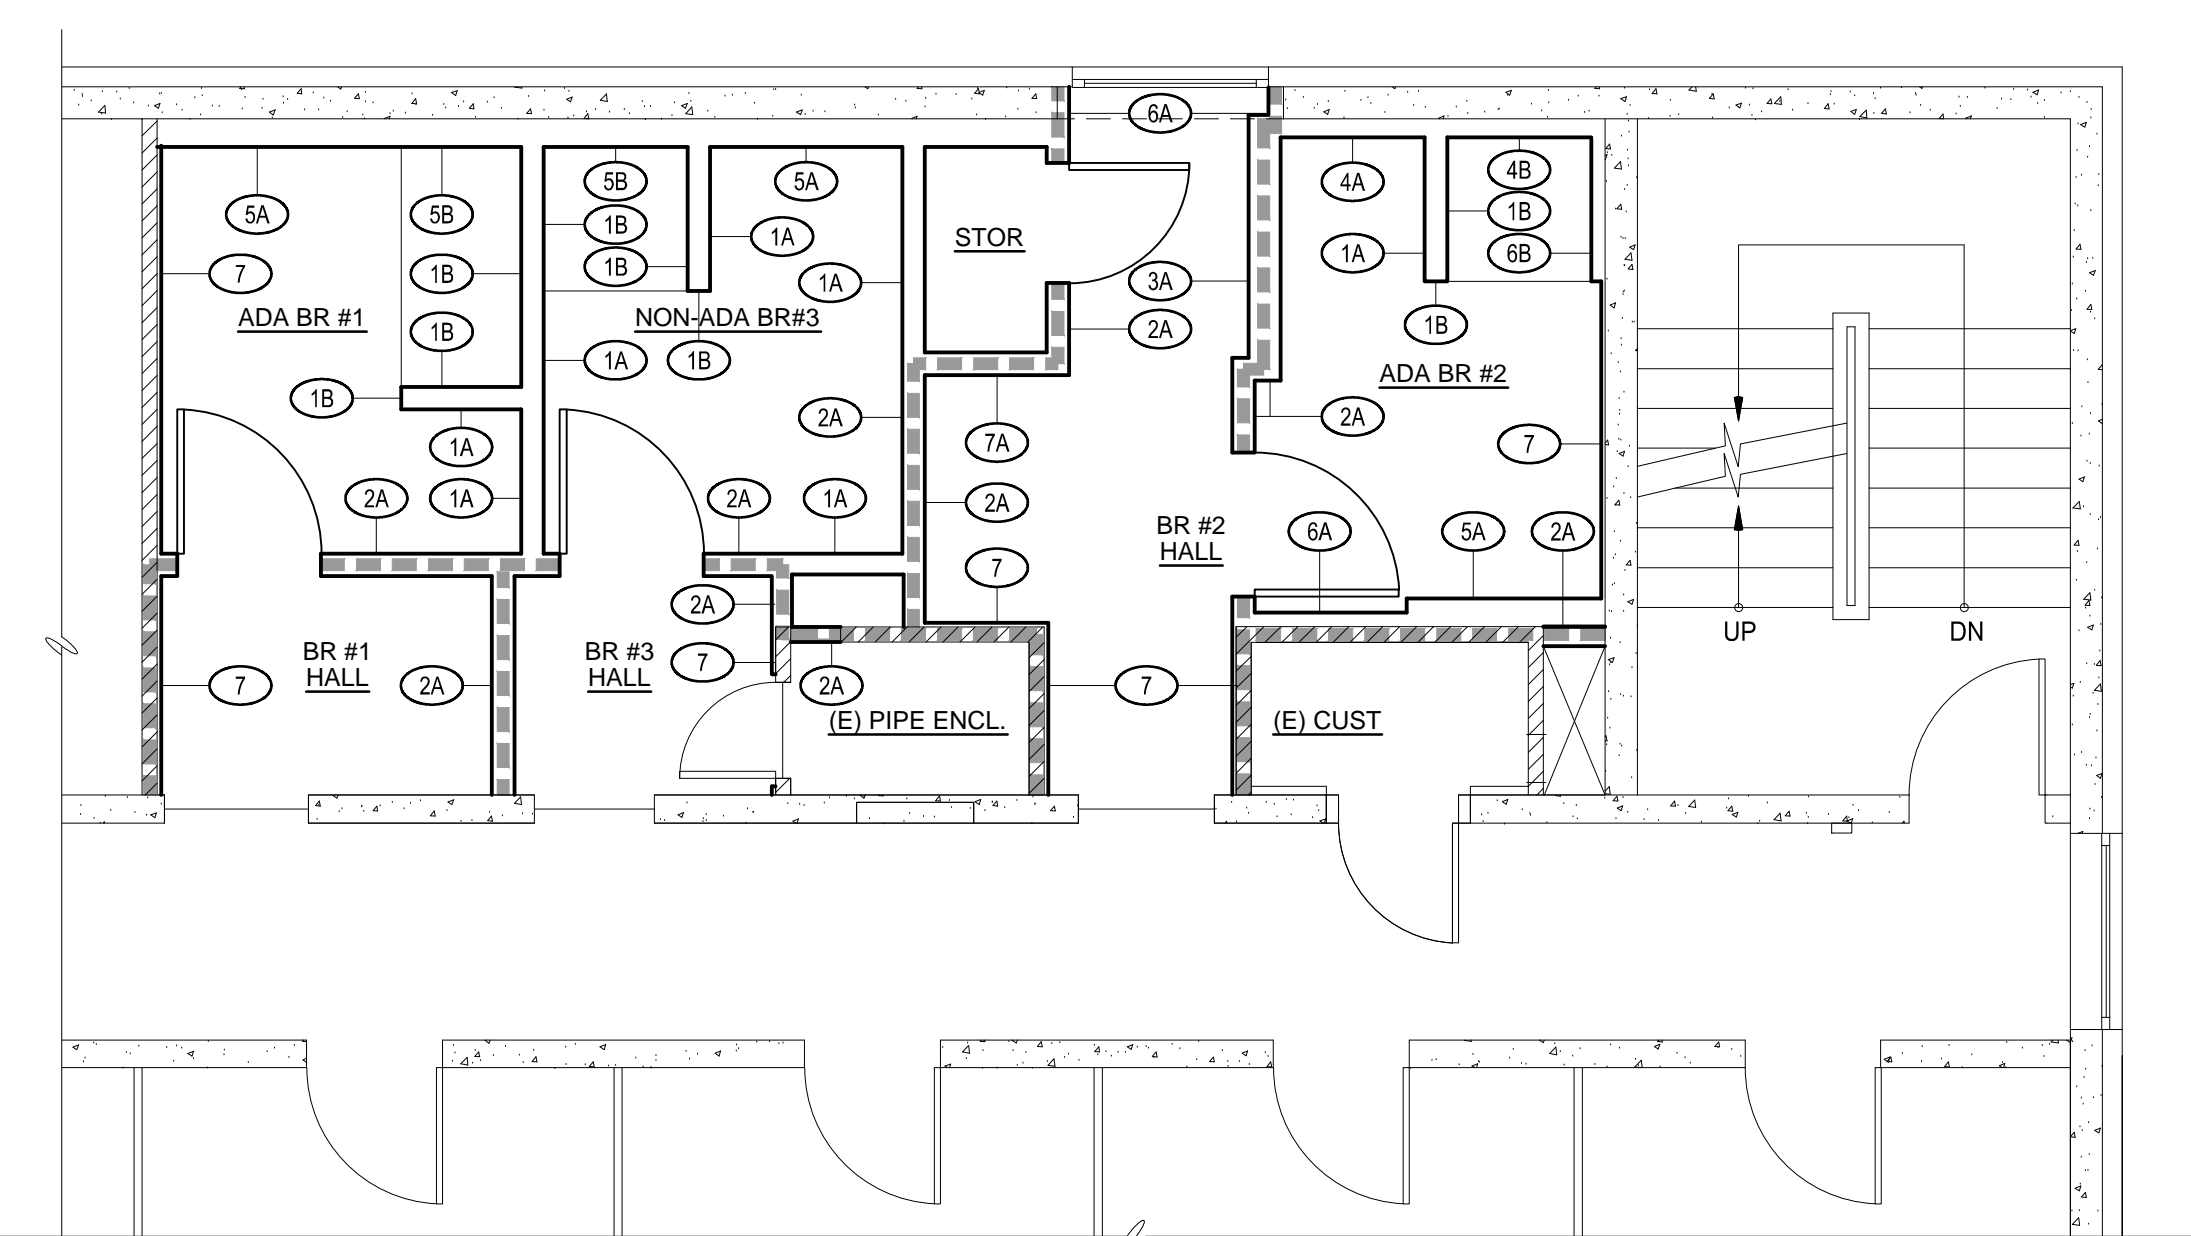 6A
5A
5B
5B
5A
4A
4B
7
1B
1B
1B
1A
STOR
1A
1B
6B
ADA BR #1
1B
NON-ADA BR#3
1A
3A
2A
1B
1B
1A
1B
ADA BR #2
1A
2A
7A
2A
7
2A
1A
2A
1A
2A
BR #2
HALL
6A
5A
2A
7
2A
UP
DN
BR #1
HALL
BR #3
HALL
7
7
2A
2A
7
(E) PIPE ENCL.
(E) CUST